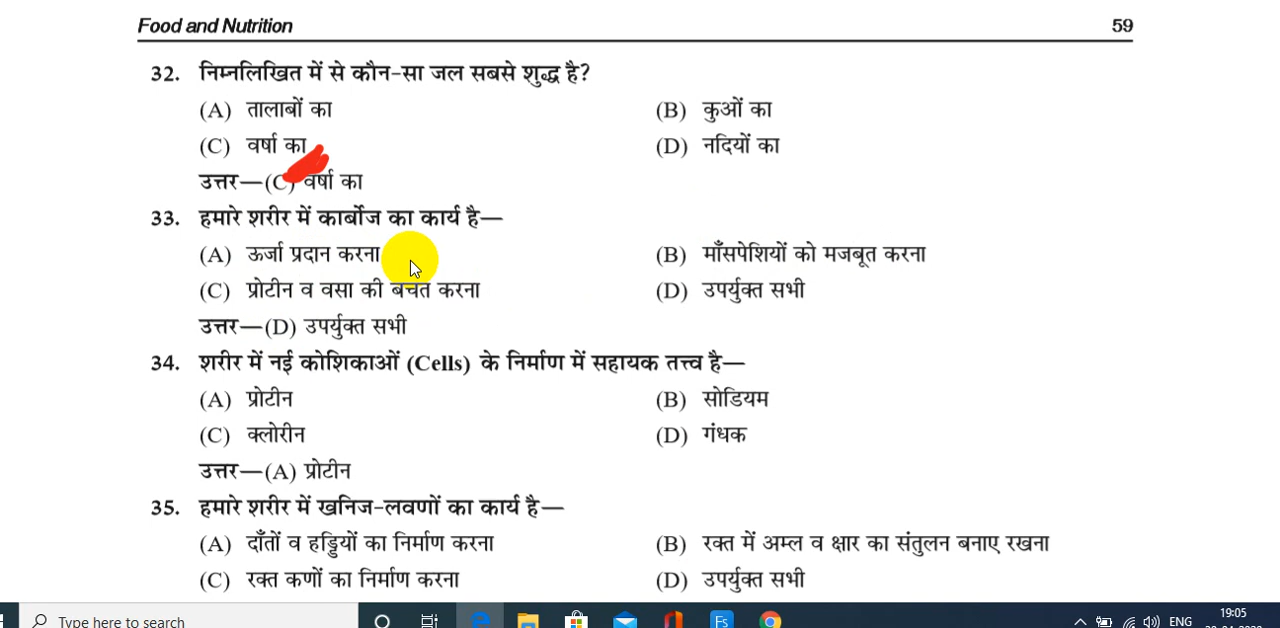 Food and Nutrition 59
32. निम्नलिखित में से कौन-सा जल सबसे शुद्ध है?
(A) तालाबों का (B) कुओं का
(C) वर्षा का (D) नदियों का
उत्तर—(C) वर्षा का
33. हमारे शरीर में कार्बोज का कार्य है—
(A) ऊर्जा प्रदान करना (B) माँसपेशियों को मजबूत करना
(C) प्रोटीन व वसा की बचत करना (D) उपर्युक्त सभी
उत्तर—(D) उपर्युक्त सभी
34. शरीर में नई कोशिकाओं (Cells) के निर्माण में सहायक तत्त्व है—
(A) प्रोटीन (B) सोडियम
(C) क्लोरीन (D) गंधक
उत्तर—(A) प्रोटीन
35. हमारे शरीर में खनिज-लवणों का कार्य है—
(A) दाँतों व हड्डियों का निर्माण करना (B) रक्त में अम्ल व क्षार का संतुलन बनाए रखना
(C) रक्त कणों का निर्माण करना (D) उपर्युक्त सभी
Type here to search Fs ENG 19:05